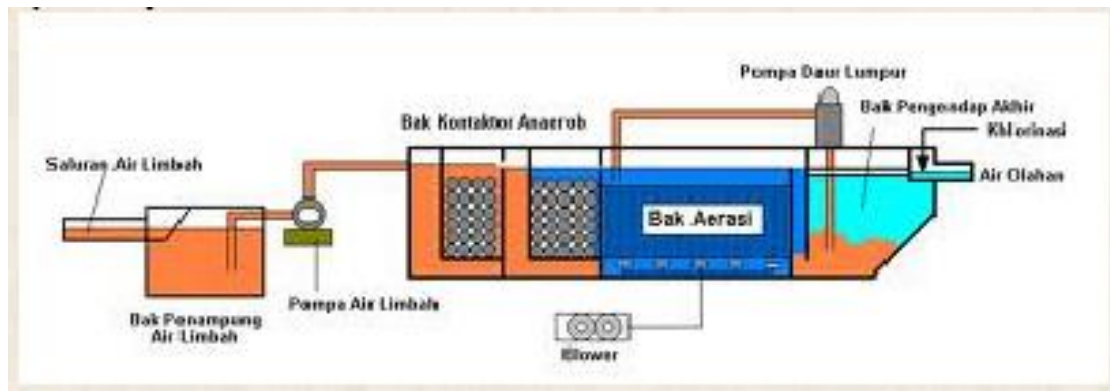 Pompa Daur Lumpur
Bak Pengendap Akhir
Bak Kontaktor Anaerob
Khlorinasi
Saluran Air Limbah
Air Olahan
Bak Aerasi
Pompa Air Limbah
Bak Penampung
Air Limbah
Blower